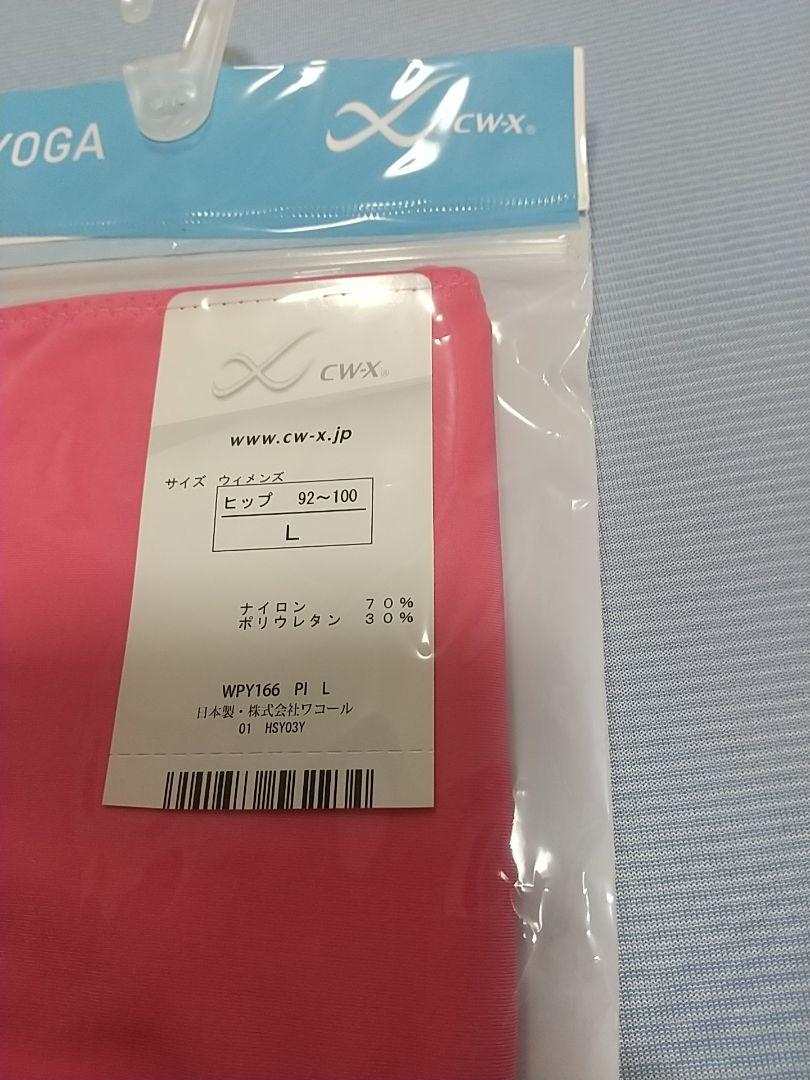 YOGA
CW-X®
CW-X®
www.cw-x.jp
サイズ ウィメンズ
ヒップ 92～100
L
ナイロン 70%
ポリウレタン 30%
WPY166 PI L
日本製・株式会社ワコール
01 HSY03Y